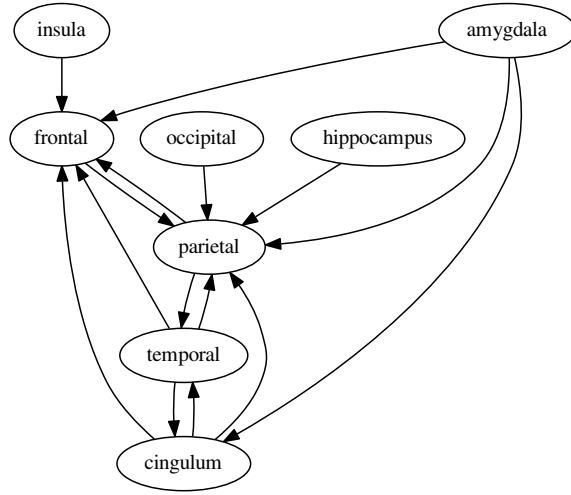 insula
amygdala
frontal
occipital
hippocampus
parietal
temporal
cingulum